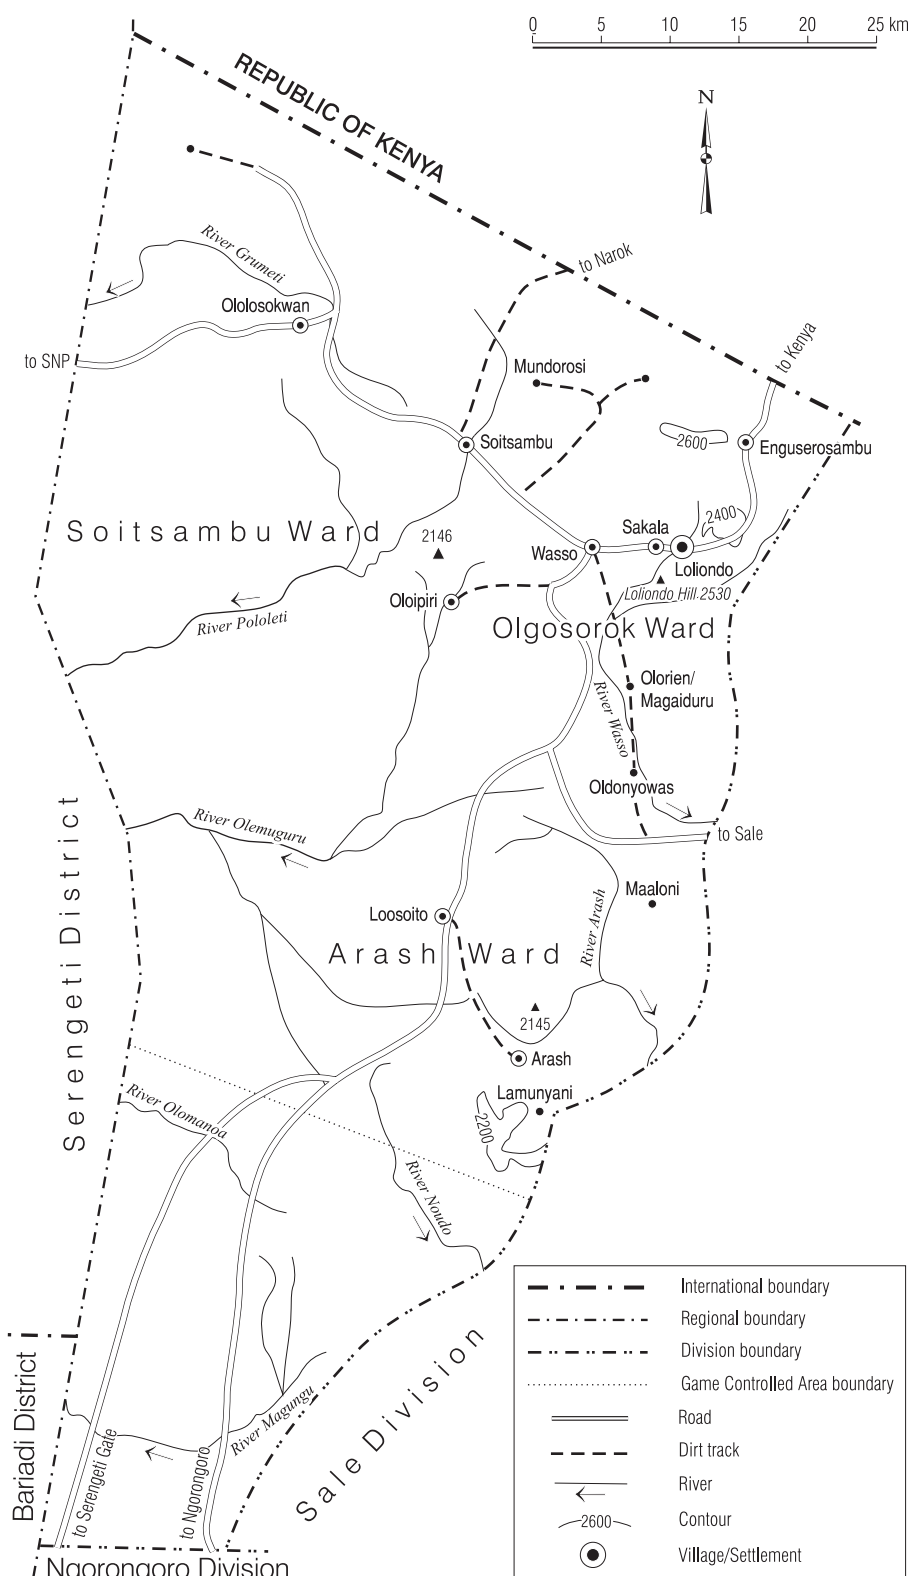 0 5 10 15 20 25 km
REPUBLIC OF KENYA
N
to Narok
River Grumeti
Ololosokwan
to SNP
to Kenya
Mundorosi
2600
Soitsambu
Enguserosambu
Soitsambu Ward
2146
Sakala
2400
Wasso
Loliondo
Loliondo Hill 2530
Oloipiri
River Pololeti
Olgosorok Ward
Olorien/
Magaiduru
River Wasso
Oldonyowas
River Olemuguru
to Sale
Serengeti District
Maaloni
Loosoito
River Arash
Arash Ward
2145
Arash
River Olomanoa
Lamunyani
2200
River Noudo
Bariadi District
Sale Division
River Magungu
to Serengeti Gate
to Ngorongoro
Ngorongoro Division
International boundary
Regional boundary
Division boundary
Game Controlled Area boundary
Road
Dirt track
River
2600 Contour
Village/Settlement